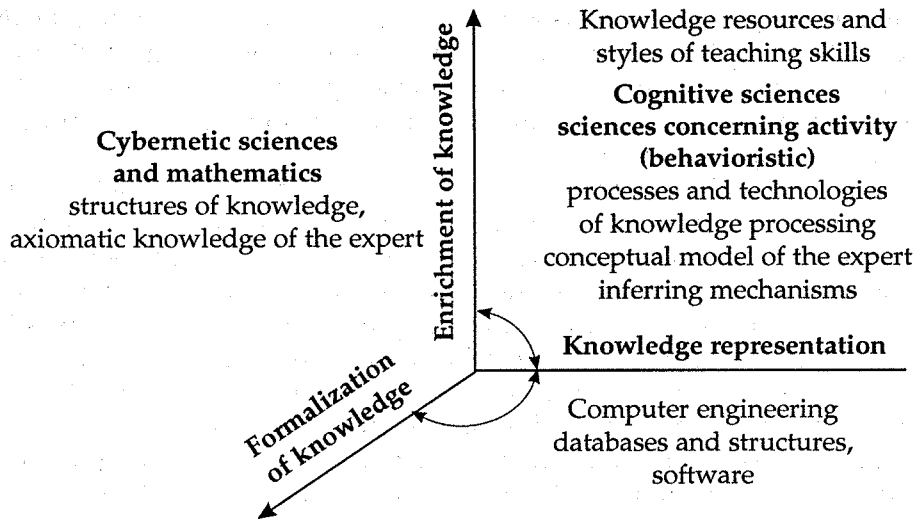 Knowledge resources and
styles of teaching skills
Cognitive sciences
sciences concerning activity
(behavioristic)
processes and technologies
of knowledge processing
conceptual model of the expert
inferring mechanisms
Cybernetic sciences
and mathematics
structures of knowledge,
axiomatic knowledge of the expert
Enrichment of knowledge
Knowledge representation
Formalization
of knowledge
Computer engineering
databases and structures,
software